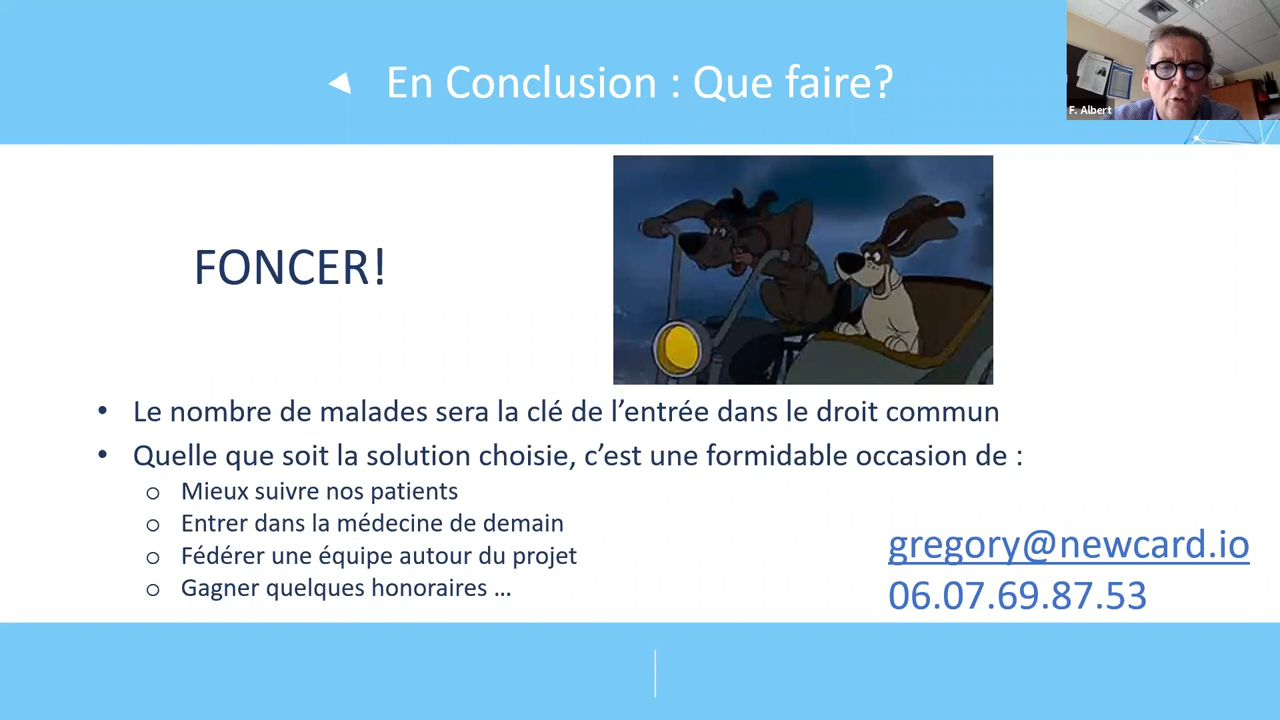 En Conclusion : Que faire?
F. Albert
FONCER!
• Le nombre de malades sera la clé de l’entrée dans le droit commun
• Quelle que soit la solution choisie, c’est une formidable occasion de :
o Mieux suivre nos patients
o Entrer dans la médecine de demain
o Fédérer une équipe autour du projet
o Gagner quelques honoraires ...
gregory@newcard.io
06.07.69.87.53